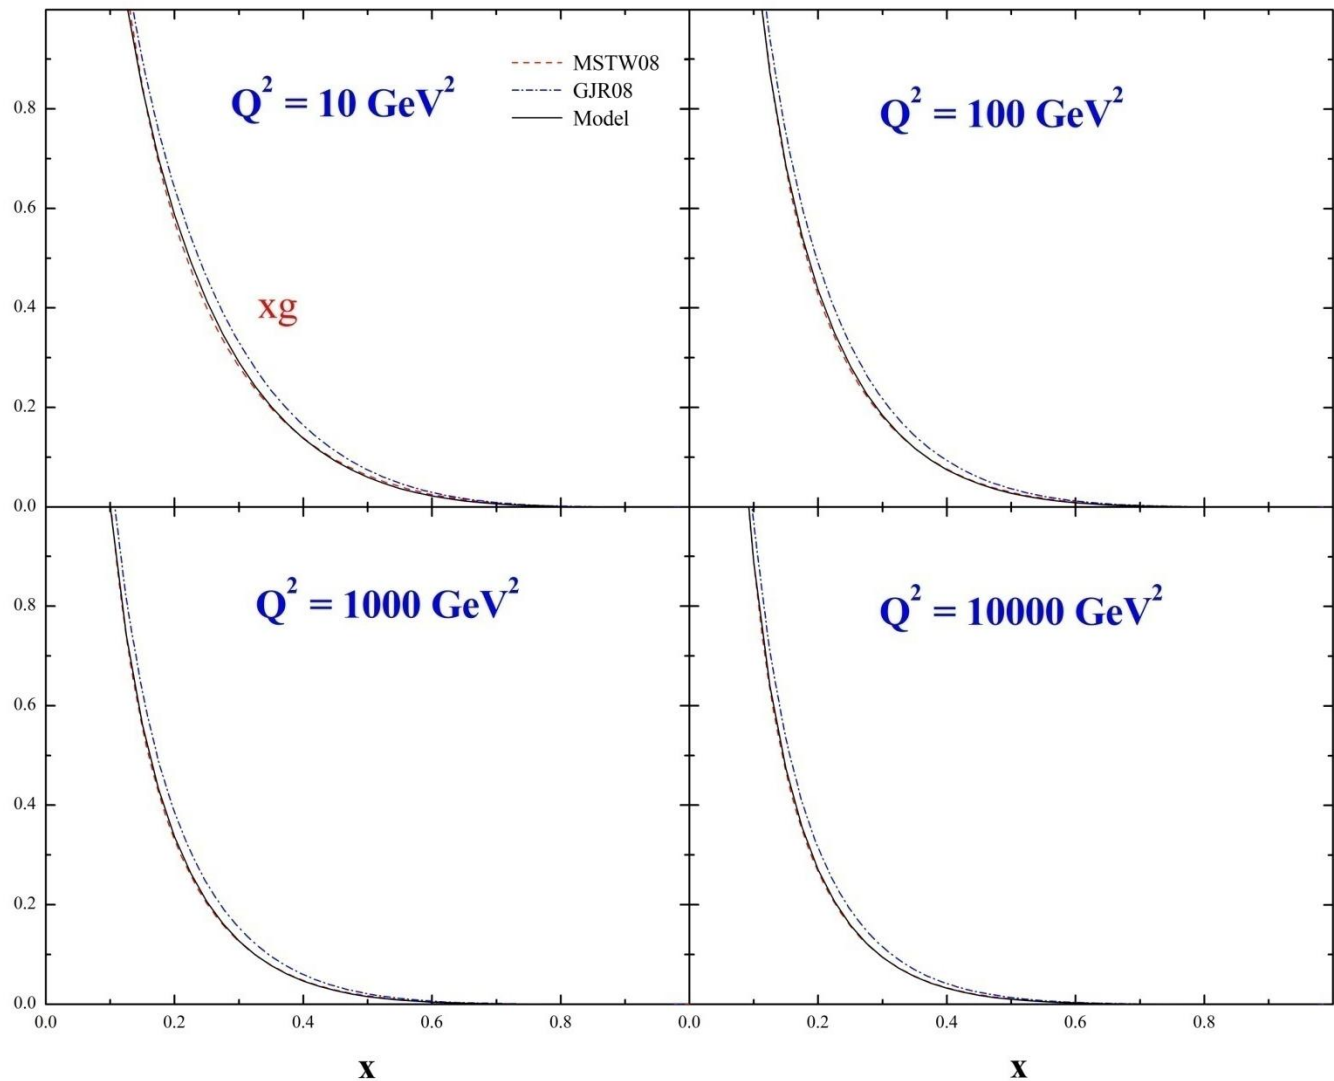 Q² = 10 GeV²
MSTW08
GJR08
Model
xg
0.8
0.6
0.4
0.2
0.0
Q² = 100 GeV²
Q² = 1000 GeV²
0.8
0.6
0.4
0.2
0.0
Q² = 10000 GeV²
0.0 0.2 0.4 0.6 0.8 0.0 0.2 0.4 0.6 0.8
x x